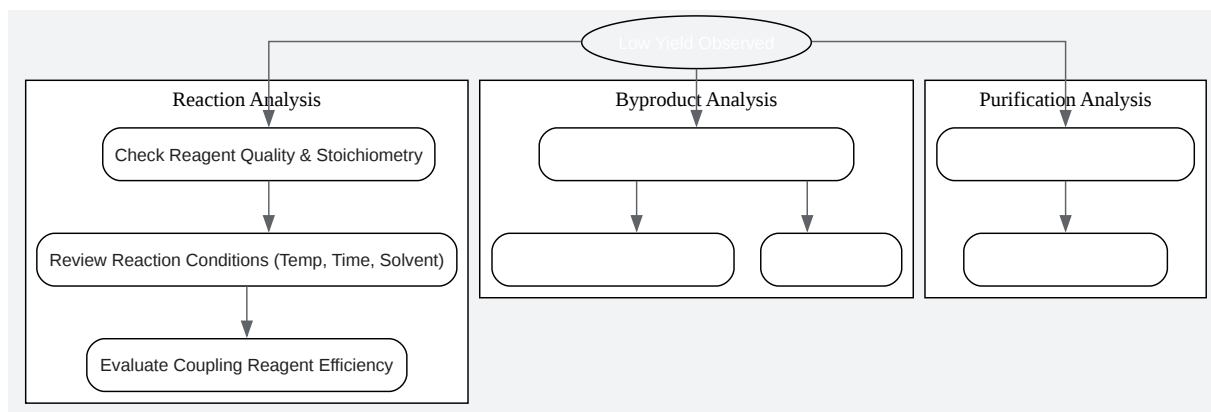 Low Yield Observed
Reaction Analysis
Check Reagent Quality & Stoichiometry
Review Reaction Conditions (Temp, Time, Solvent)
Evaluate Coupling Reagent Efficiency
Byproduct Analysis
Purification Analysis